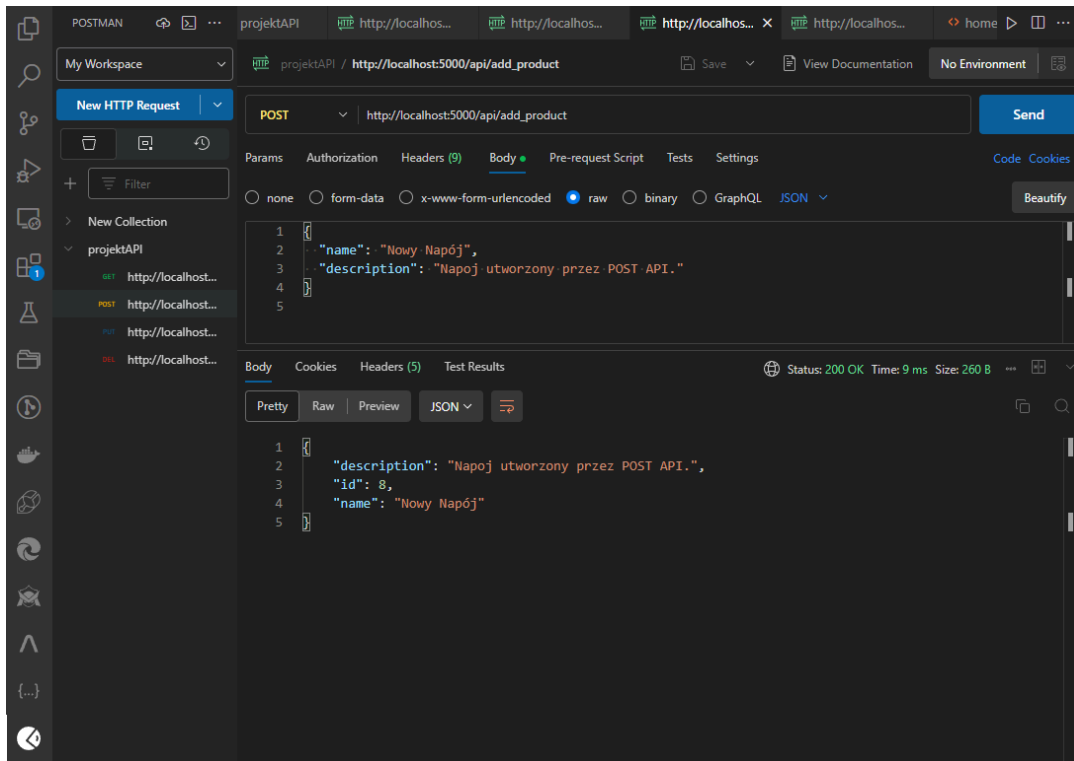 POSTMAN ...
projektAPI http://localhos... http://localhos... http://localhos... http://localhos... home ...
My Workspace
projektAPI / http://localhost:5000/api/add_product Save View Documentation No Environment
New HTTP Request
POST http://localhost:5000/api/add_product Send
Params Authorization Headers (9) Body Pre-request Script Tests Settings Code Cookies
Filter
none form-data x-www-form-urlencoded raw binary GraphQL JSON Beautify
New Collection
projektAPI
GET http://localhost...
POST http://localhost...
PUT http://localhost...
DEL http://localhost...
1
{...}
1 {
2 "name": "Nowy Napój",
3 "description": "Napoj utworzony przez POST API."
4 }
5
Body Cookies Headers (5) Test Results Status: 200 OK Time: 9 ms Size: 260 B
Pretty Raw Preview JSON
1 {
2 "description": "Napoj utworzony przez POST API.",
3 "id": 8,
4 "name": "Nowy Napój"
5 }